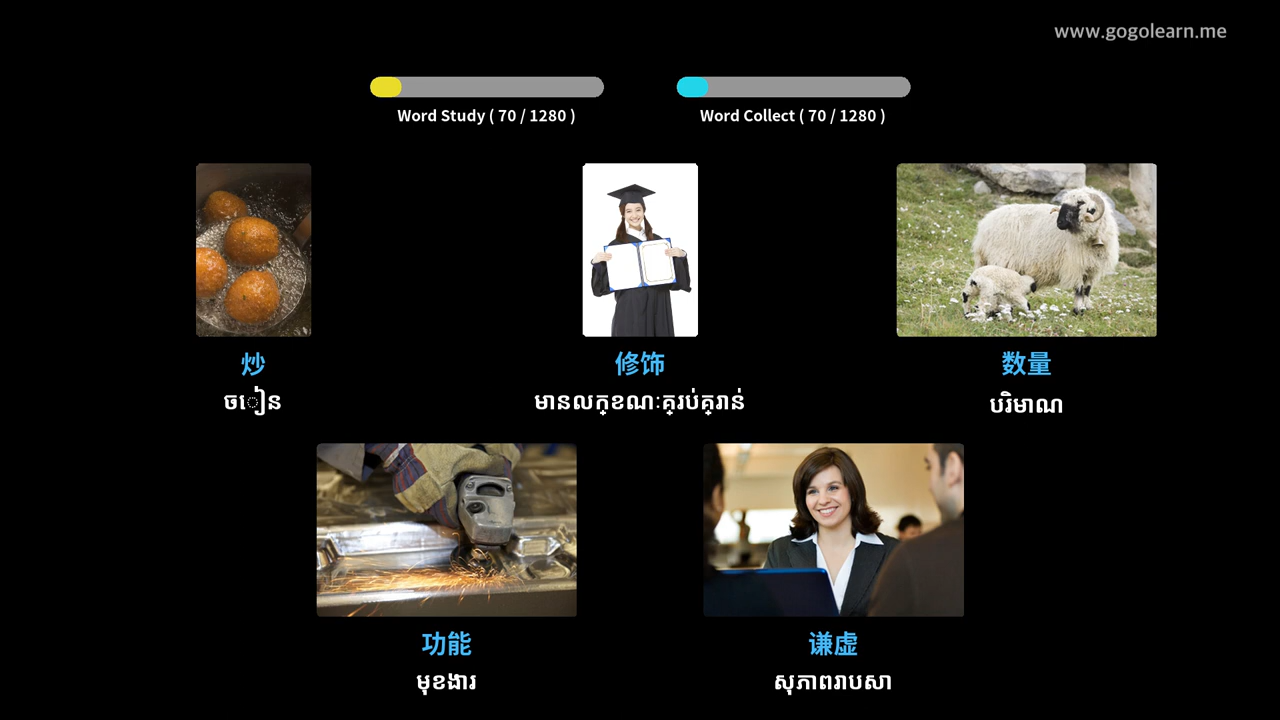 www.gogolearn.me
Word Study ( 70 / 1280 )
Word Collect ( 70 / 1280 )
炒
ចៀន
修饰
មានលក្ខណៈគ្រប់គ្រាន់
数量
បរិមាណ
功能
មុខងារ
谦虚
សុភាពរាបសា